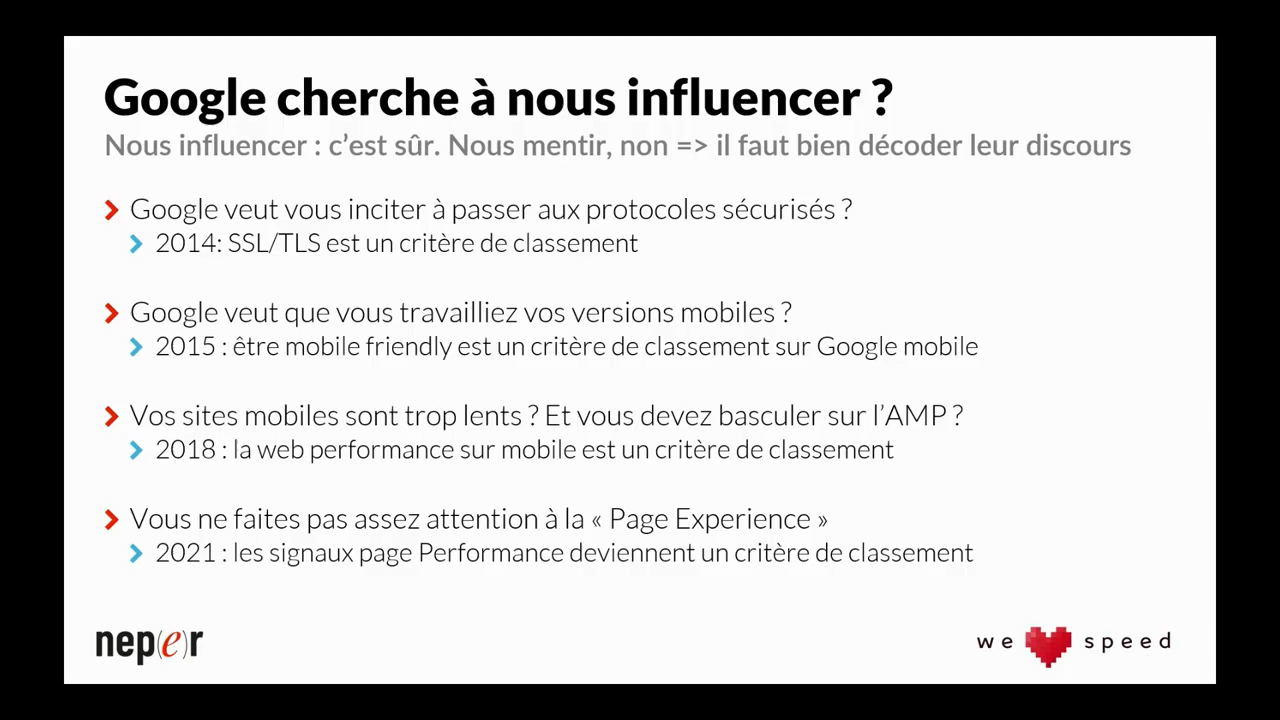 Google cherche à nous influencer ?
Nous influencer : c’est sûr. Nous mentir, non => il faut bien décoder leur discours
Google veut vous inciter à passer aux protocoles sécurisés ?
2014: SSL/TLS est un critère de classement
Google veut que vous travailliez vos versions mobiles ?
2015 : être mobile friendly est un critère de classement sur Google mobile
Vos sites mobiles sont trop lents ? Et vous devez basculer sur l’AMP ?
2018 : la web performance sur mobile est un critère de classement
Vous ne faites pas assez attention à la « Page Experience »
2021 : les signaux page Performance deviennent un critère de classement
nep(e)r
we speed